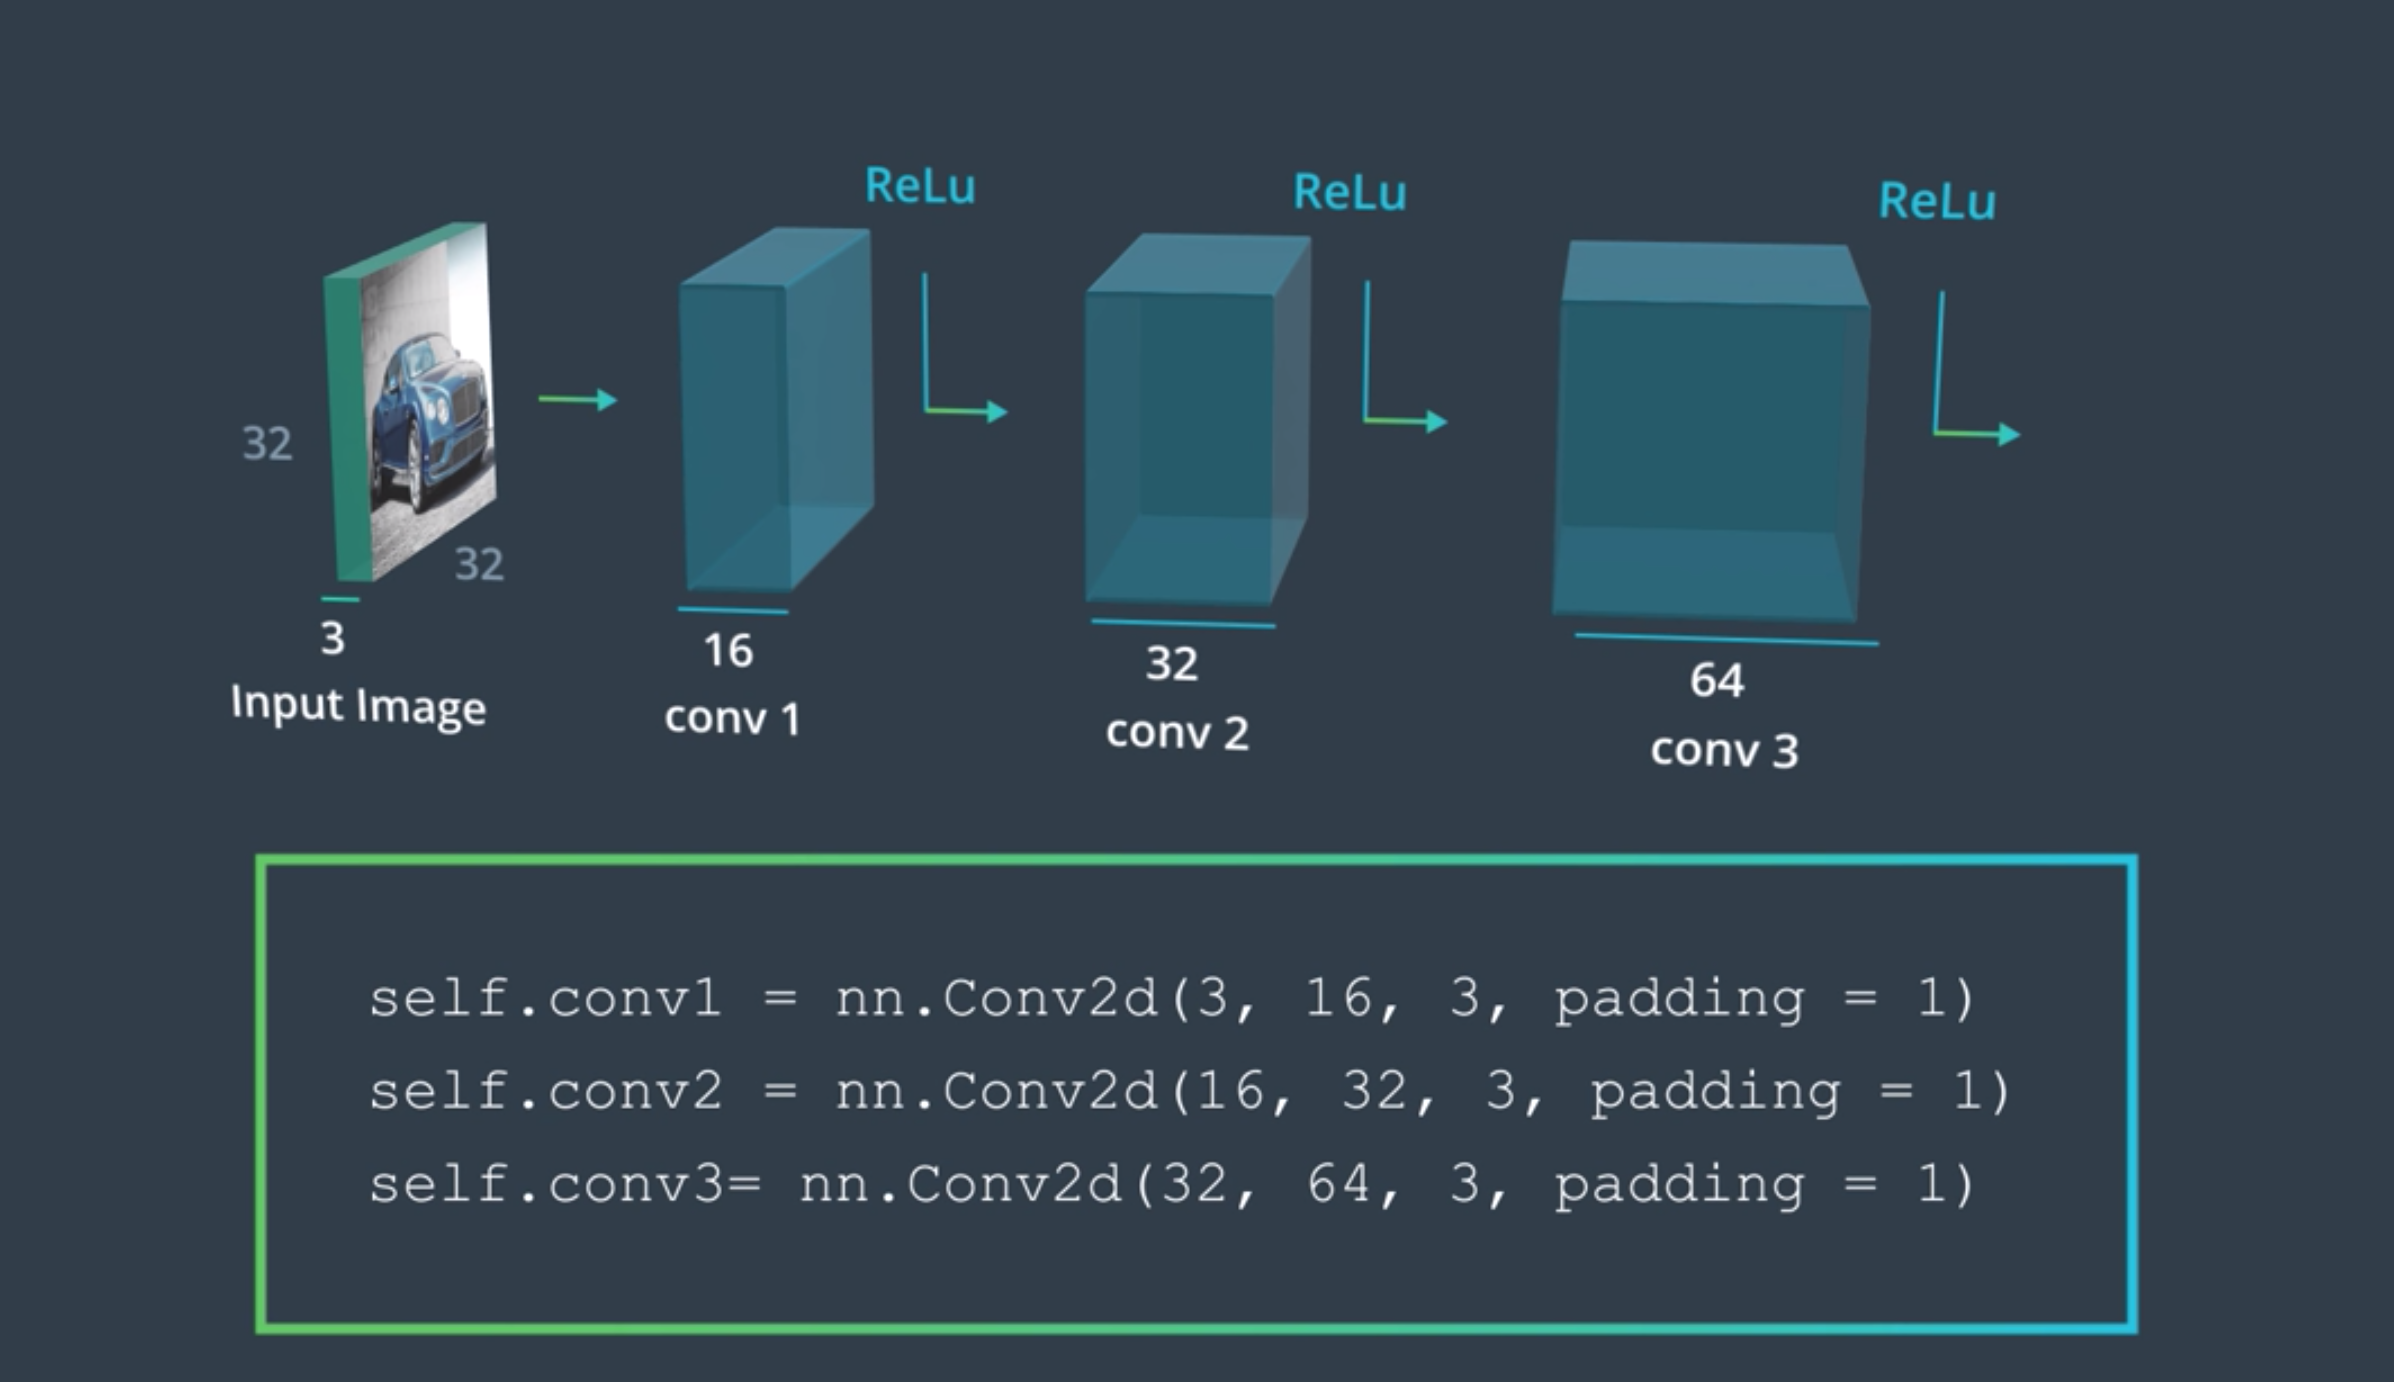 ReLu
ReLu
ReLu
32
32
3
16
32
64
Input Image
conv 1
conv 2
conv 3
self.conv1 = nn.Conv2d(3, 16, 3, padding = 1)
self.conv2 = nn.Conv2d(16, 32, 3, padding = 1)
self.conv3= nn.Conv2d(32, 64, 3, padding = 1)